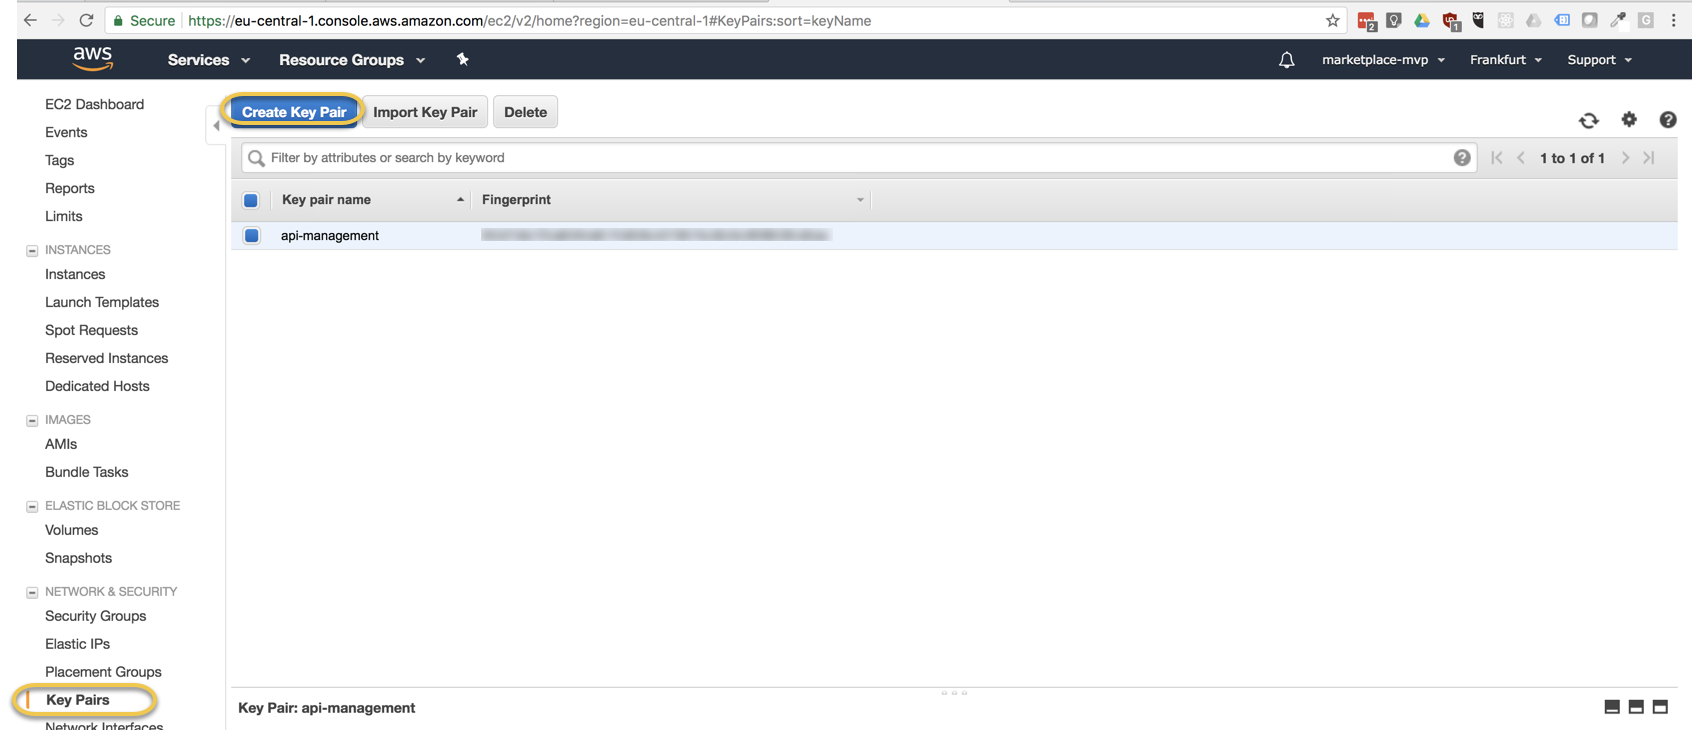 Secure https://eu-central-1.console.aws.amazon.com/ec2/v2/home?region=eu-central-1#KeyPairs:sort=keyName
2 1 G
aws Services Resource Groups marketplace-mvp Frankfurt Support
EC2 Dashboard
Events
Tags
Reports
Limits
INSTANCES
Instances
Launch Templates
Spot Requests
Reserved Instances
Dedicated Hosts
IMAGES
AMIs
Bundle Tasks
ELASTIC BLOCK STORE
Volumes
Snapshots
NETWORK & SECURITY
Security Groups
Elastic IPs
Placement Groups
Key Pairs
Network Interfaces
Create Key Pair Import Key Pair Delete
Filter by attributes or search by keyword
1 to 1 of 1
Key pair name Fingerprint
api-management
Key Pair: api-management